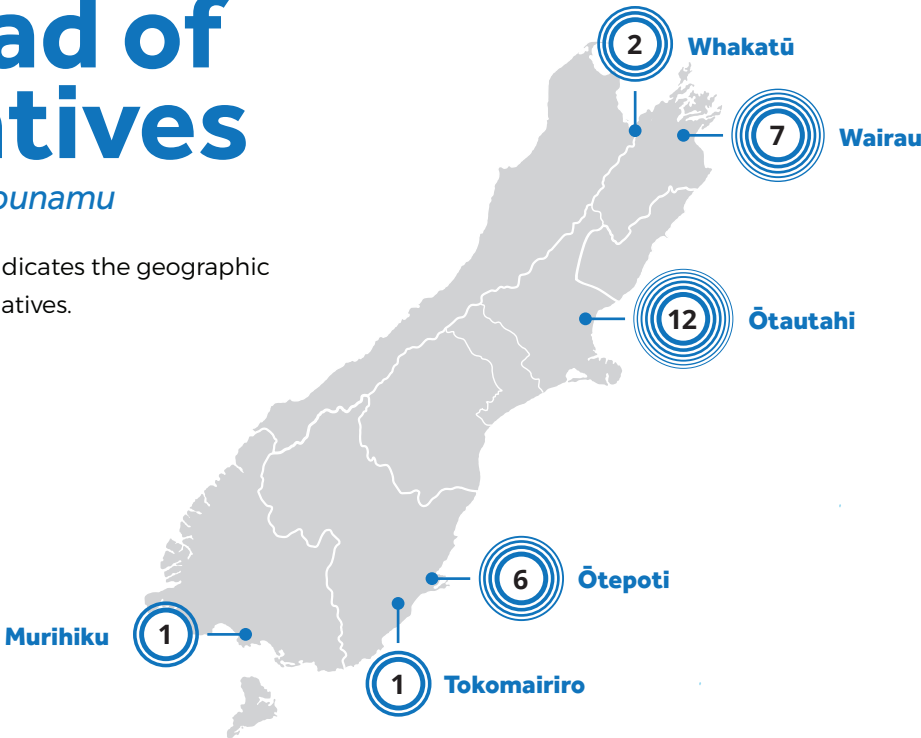 ad of
atives
ounamu
dicates the geographic
atives.
2 Whakatū
7 Wairau
12 Ōtautahi
6 Ōtepoti
Murihiku 1
1 Tokomairiro